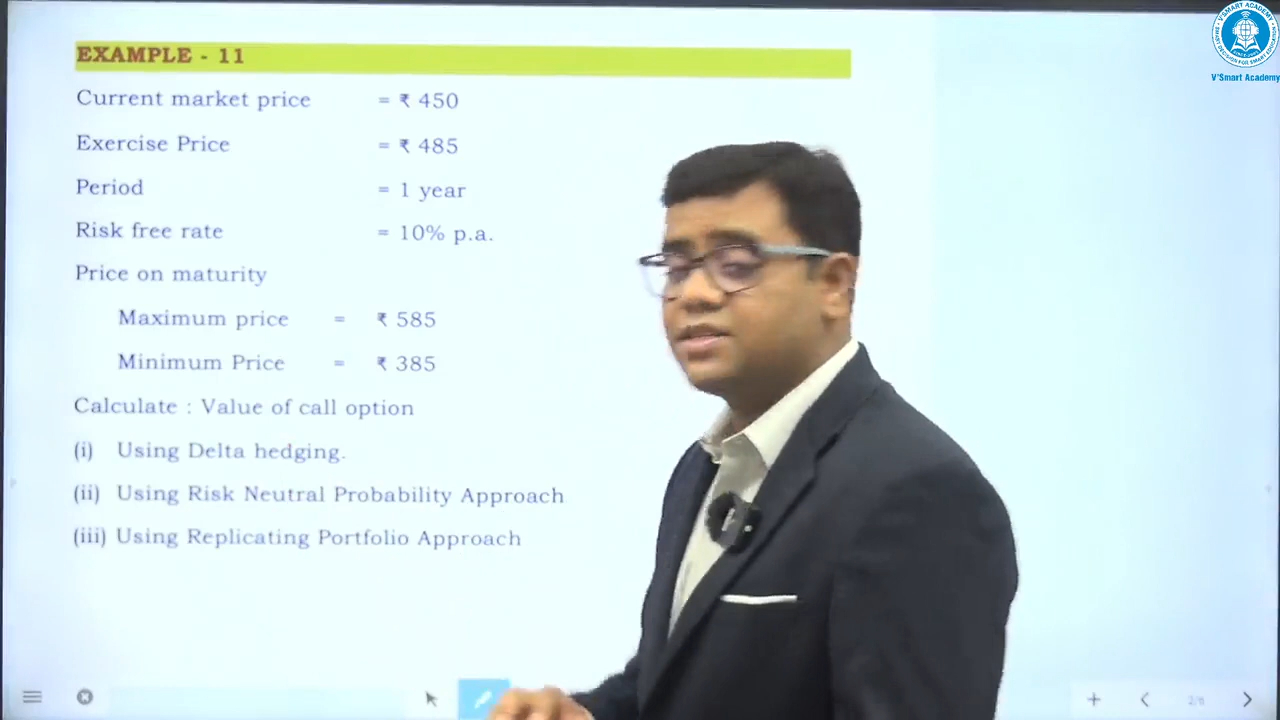 EXAMPLE - 11
Current market price = ₹ 450
Exercise Price = ₹ 485
Period = 1 year
Risk free rate = 10% p.a.
Price on maturity
Maximum price = ₹ 585
Minimum Price = ₹ 385
Calculate : Value of call option
(i) Using Delta hedging.
(ii) Using Risk Neutral Probability Approach
(iii) Using Replicating Portfolio Approach
V'Smart Academy
2/6